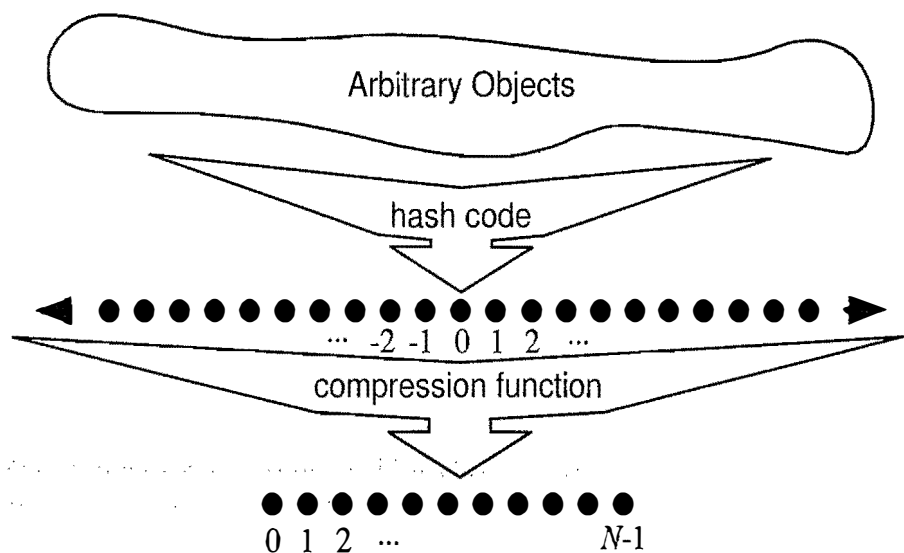 Arbitrary Objects
hash code
... -2 -1 0 1 2 ...
compression function
0 1 2 ... N-1